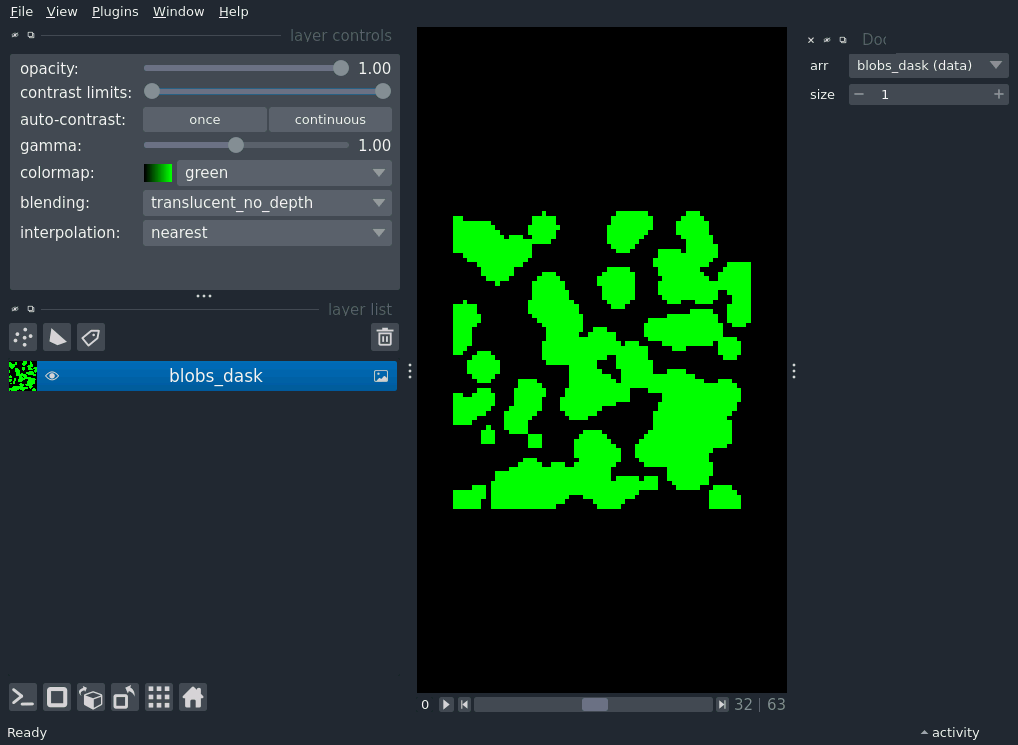 File View Plugins Window Help
layer controls
opacity: 1.00
contrast limits:
auto-contrast: once continuous
gamma: 1.00
colormap: green
blending: translucent_no_depth
interpolation: nearest
layer list
blobs_dask
0 32 | 63
Ready
activity
arr blobs_dask (data)
size 1